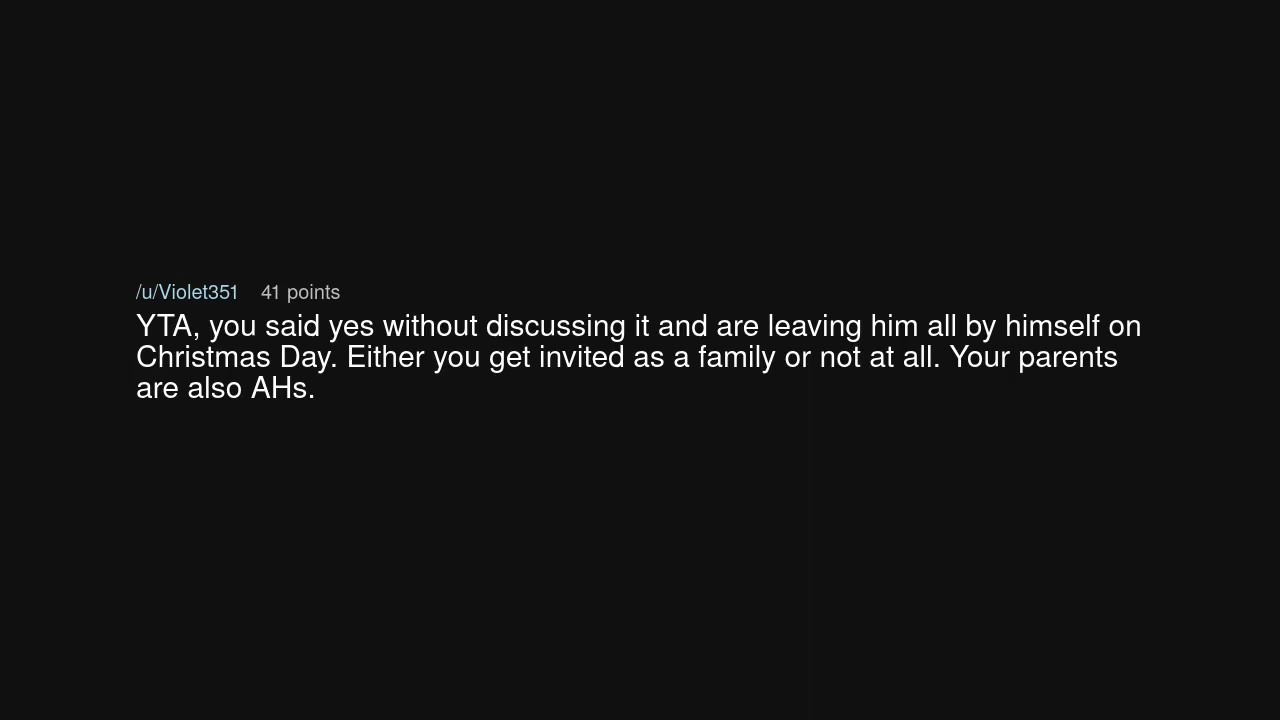 /u/Violet351 41 points
YTA, you said yes without discussing it and are leaving him all by himself on
Christmas Day. Either you get invited as a family or not at all. Your parents
are also AHs.